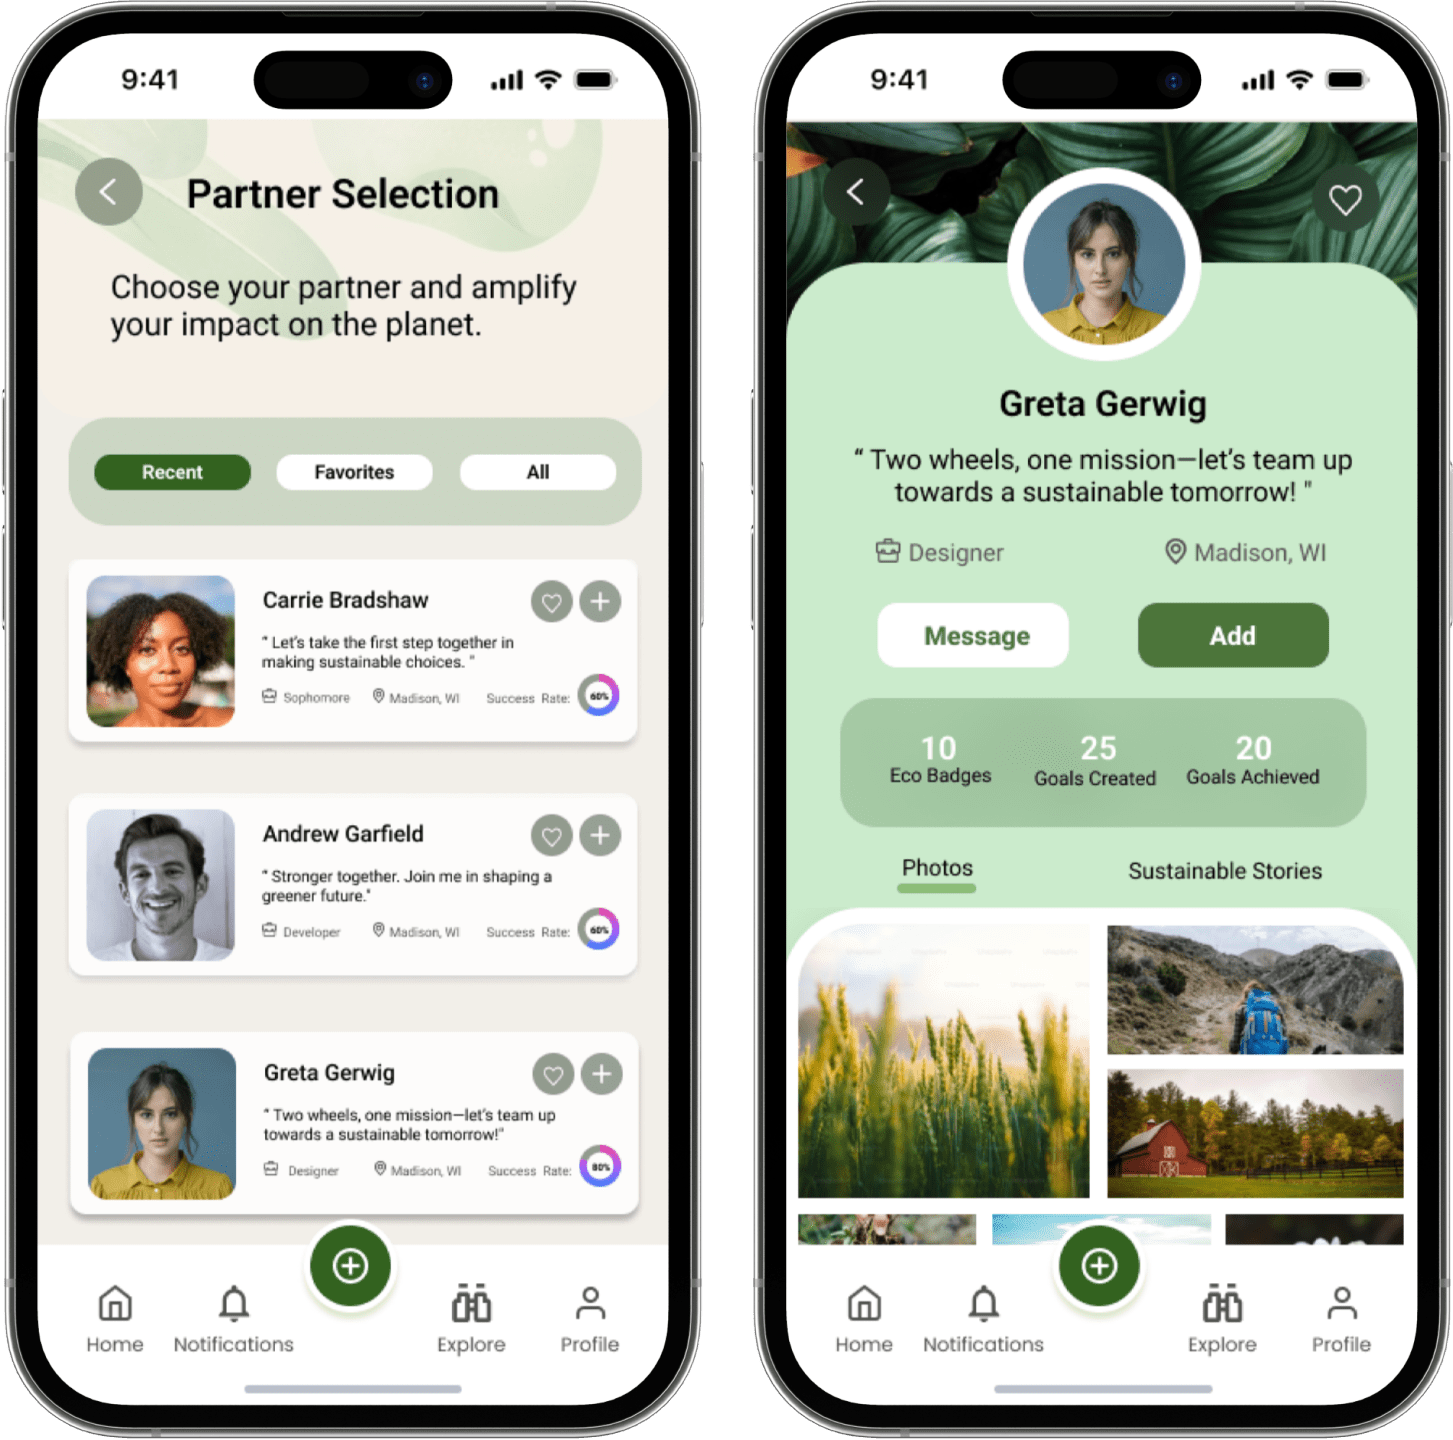 9:41
Partner Selection
Choose your partner and amplify
your impact on the planet.
Recent Favorites All
Carrie Bradshaw
“ Let's take the first step together in
making sustainable choices. "
Sophomore Madison, WI Success Rate: 60%
Andrew Garfield
“ Stronger together. Join me in shaping a
greener future."
Developer Madison, WI Success Rate: 60%
Greta Gerwig
“ Two wheels, one mission—let's team up
towards a sustainable tomorrow!"
Designer Madison, WI Success Rate: 80%
Home Notifications Explore Profile
9:41
Greta Gerwig
“ Two wheels, one mission—let's team up
towards a sustainable tomorrow! "
Designer Madison, WI
Message Add
10 25 20
Eco Badges Goals Created Goals Achieved
Photos Sustainable Stories
Home Notifications Explore Profile